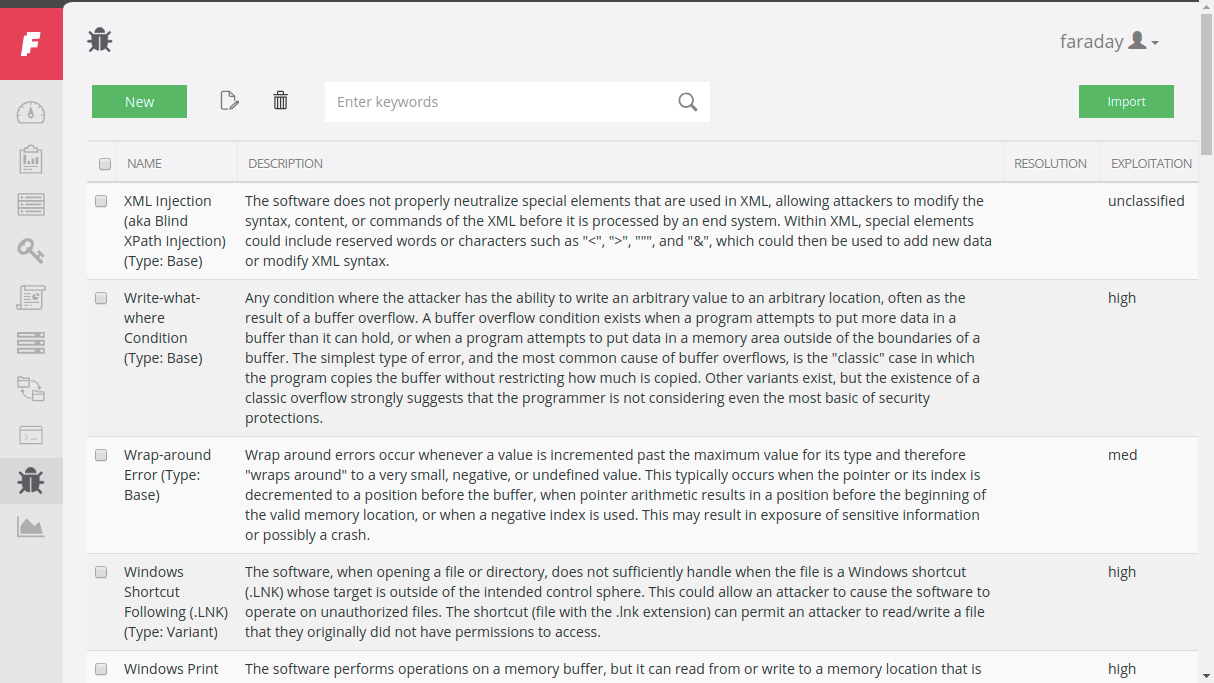 F
faraday
New
Enter keywords
Import
NAME
DESCRIPTION
RESOLUTION
EXPLOITATION
XML Injection
(aka Blind
XPath Injection)
(Type: Base)
The software does not properly neutralize special elements that are used in XML, allowing attackers to modify the
syntax, content, or commands of the XML before it is processed by an end system. Within XML, special elements
could include reserved words or characters such as "<", ">", """, and "&", which could then be used to add new data
or modify XML syntax.
unclassified
Write-what-
where
Condition
(Type: Base)
Any condition where the attacker has the ability to write an arbitrary value to an arbitrary location, often as the
result of a buffer overflow. A buffer overflow condition exists when a program attempts to put more data in a
buffer than it can hold, or when a program attempts to put data in a memory area outside of the boundaries of a
buffer. The simplest type of error, and the most common cause of buffer overflows, is the "classic" case in which
the program copies the buffer without restricting how much is copied. Other variants exist, but the existence of a
classic overflow strongly suggests that the programmer is not considering even the most basic of security
protections.
high
Wrap-around
Error (Type:
Base)
Wrap around errors occur whenever a value is incremented past the maximum value for its type and therefore
"wraps around" to a very small, negative, or undefined value. This typically occurs when the pointer or its index is
decremented to a position before the buffer, when pointer arithmetic results in a position before the beginning of
the valid memory location, or when a negative index is used. This may result in exposure of sensitive information
or possibly a crash.
med
Windows
Shortcut
Following (.LNK)
(Type: Variant)
The software, when opening a file or directory, does not sufficiently handle when the file is a Windows shortcut
(.LNK) whose target is outside of the intended control sphere. This could allow an attacker to cause the software to
operate on unauthorized files. The shortcut (file with the .lnk extension) can permit an attacker to read/write a file
that they originally did not have permissions to access.
high
Windows Print
The software performs operations on a memory buffer, but it can read from or write to a memory location that is
high